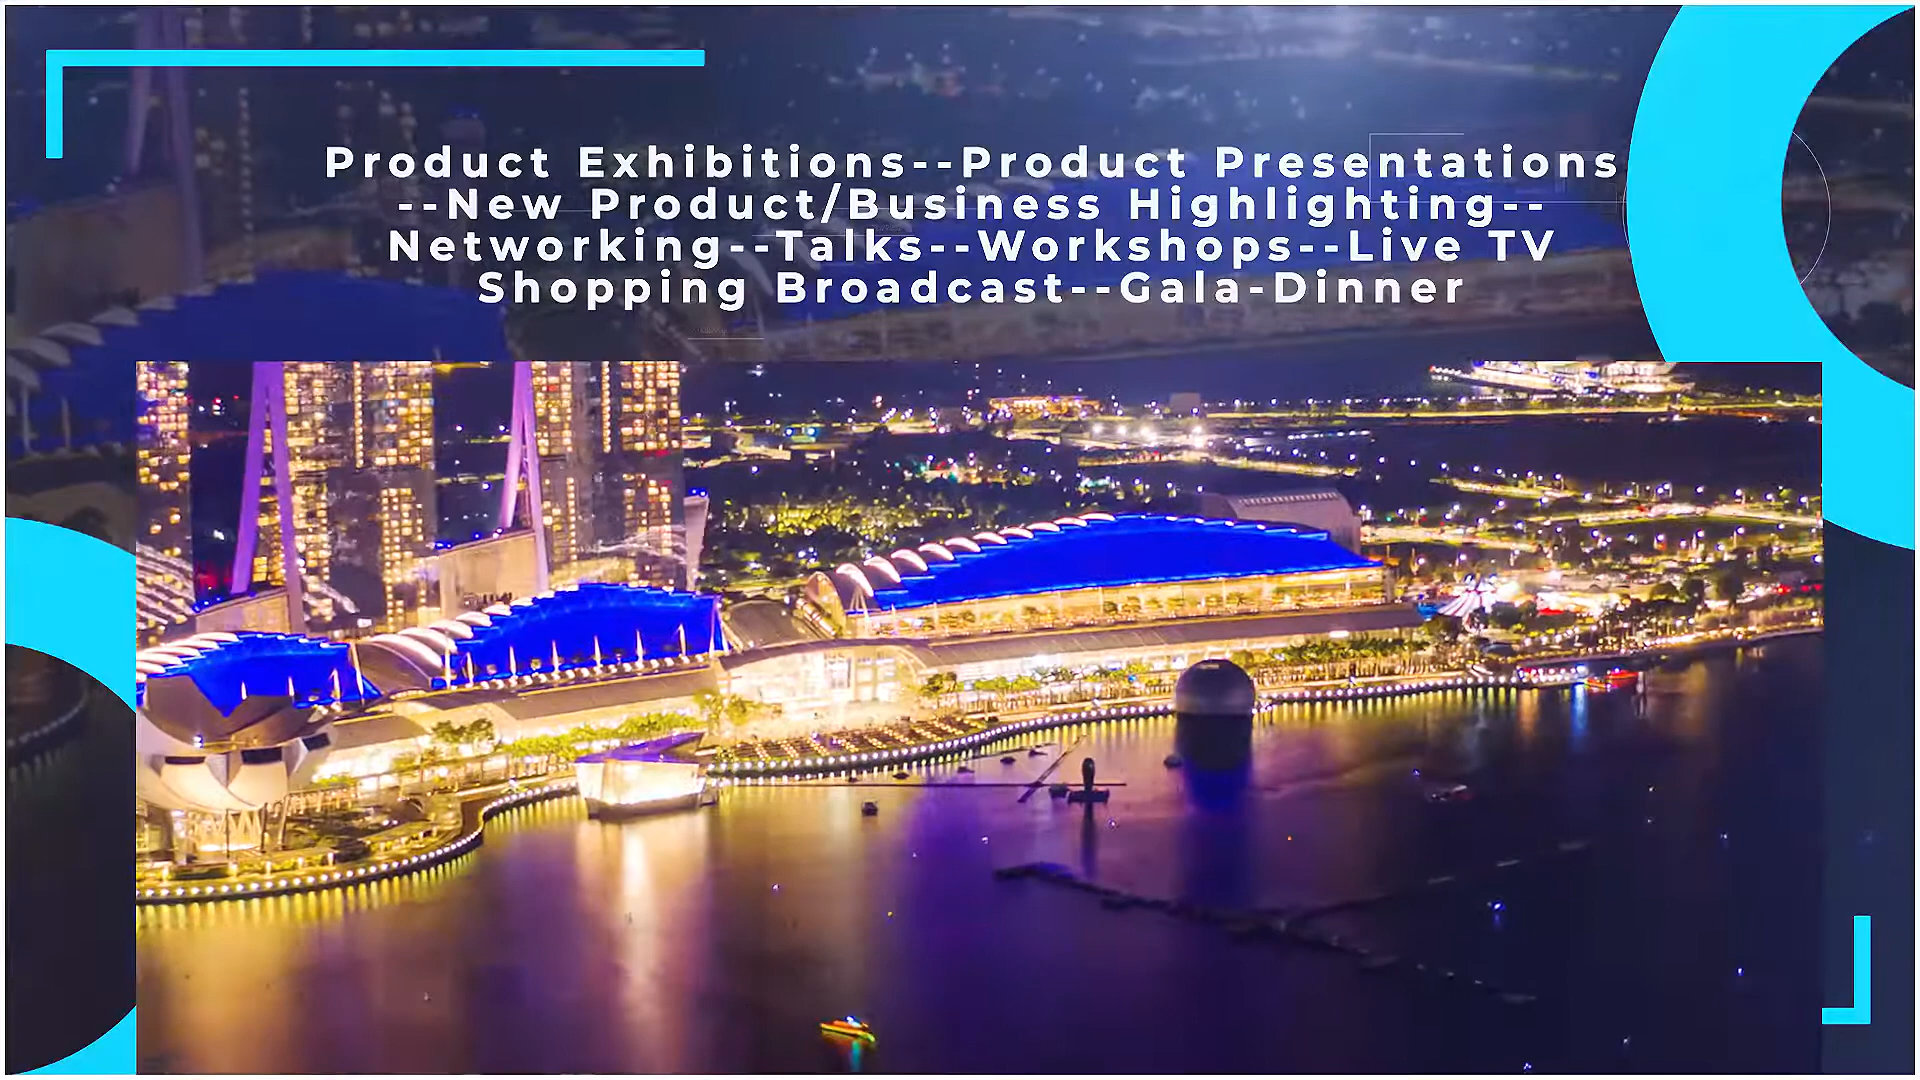 Product Exhibitions--Product Presentations
--New Product/Business Highlighting--
Networking--Talks--Workshops--Live TV
Shopping Broadcast--Gala-Dinner